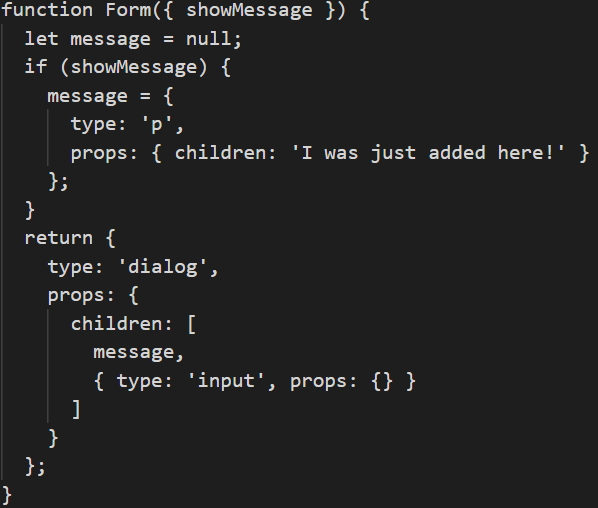 function Form({ showMessage }) {
  let message = null;
  if (showMessage) {
    message = {
      type: 'p',
      props: { children: 'I was just added here!' }
    };
  }
  return {
    type: 'dialog',
    props: {
      children: [
        message,
        { type: 'input', props: {} }
      ]
    }
  };
}